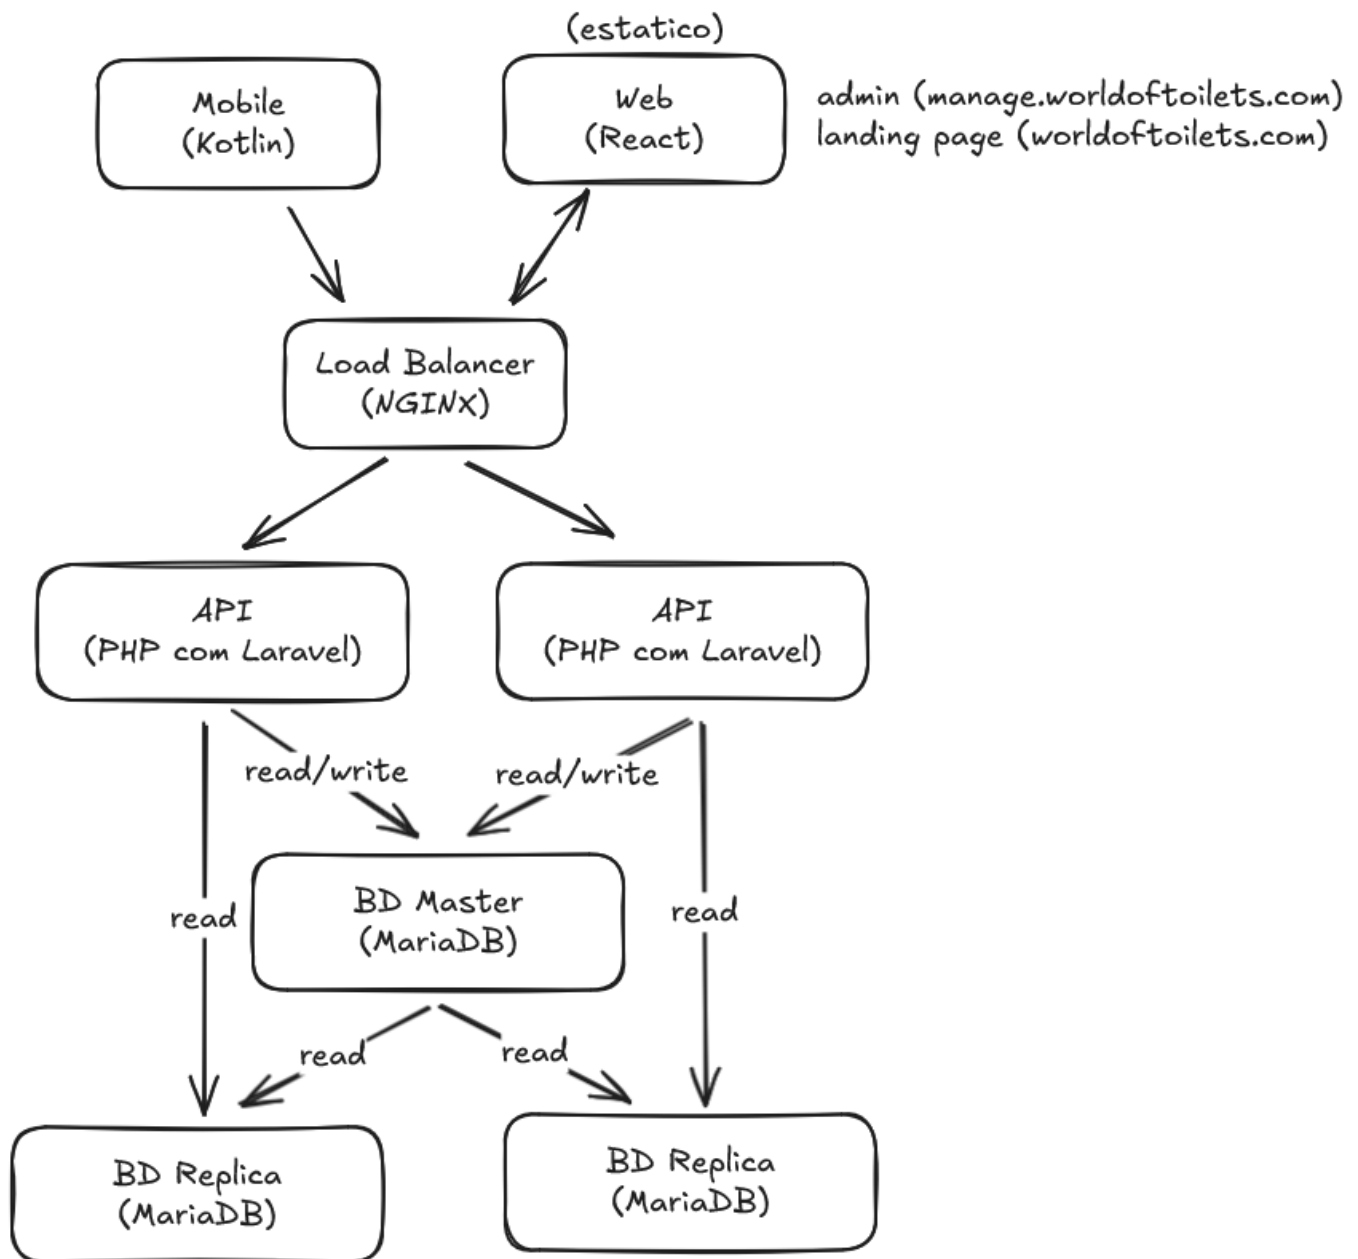 (estatico)
Mobile
(Kotlin)
Web
(React)
admin (manage.worldoftoilets.com)
landing page (worldoftoilets.com)
Load Balancer
(NGINX)
API
(PHP com Laravel)
API
(PHP com Laravel)
read/write
read/write
read
BD Master
(MariaDB)
read
read
read
BD Replica
(MariaDB)
BD Replica
(MariaDB)